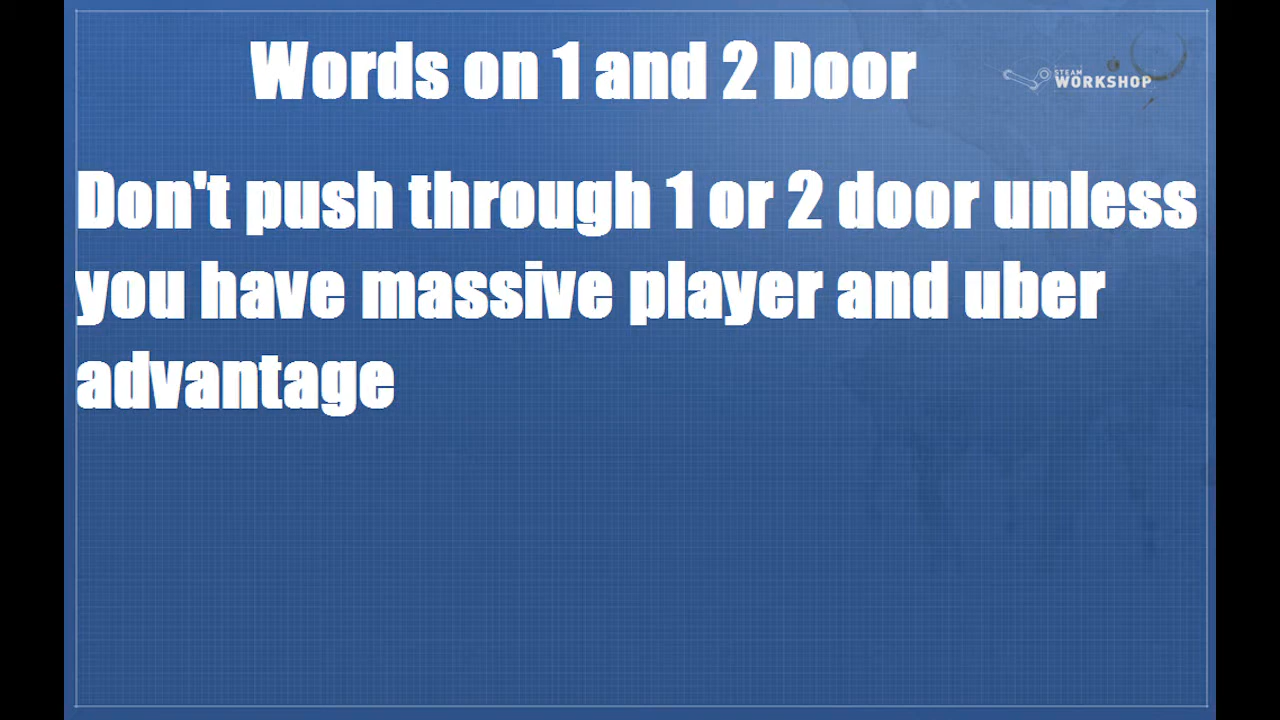 Words on 1 and 2 Door
STEAM
WORKSHOP
Don't push through 1 or 2 door unless
you have massive player and uber
advantage